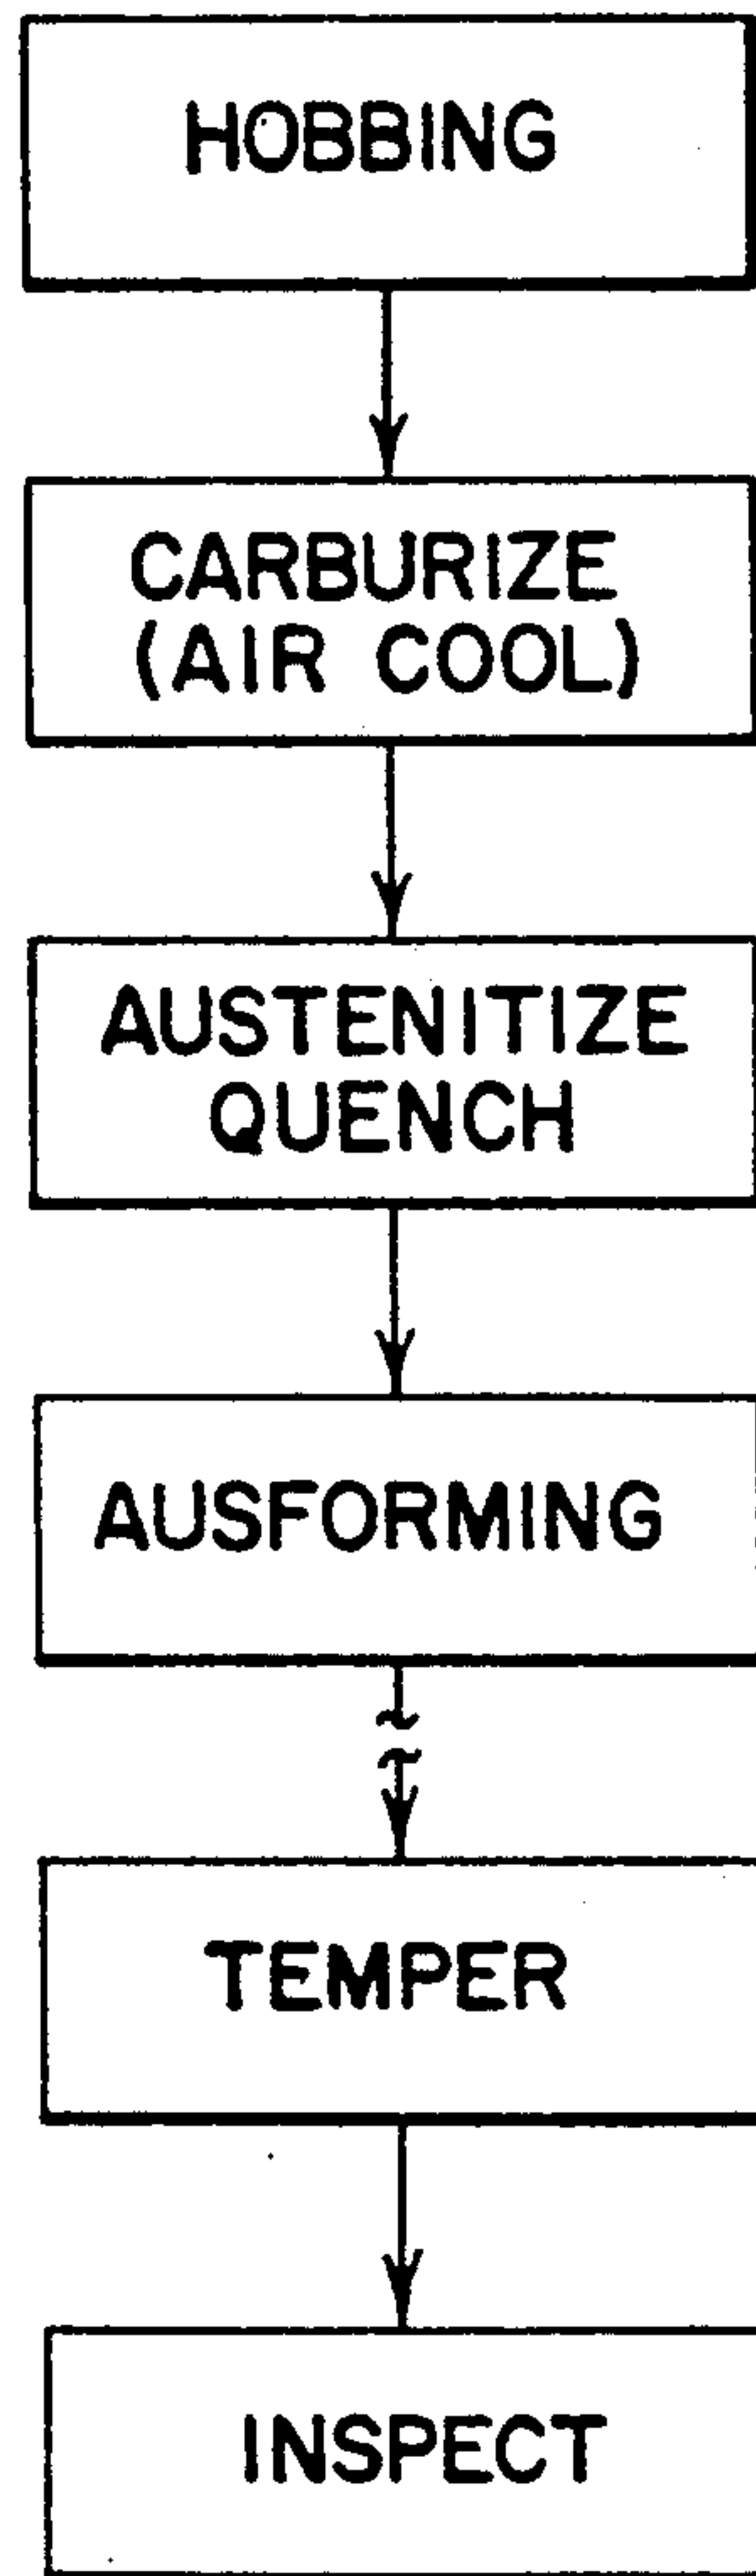 HOBBING
CARBURIZE
(AIR COOL)
AUSTENITIZE
QUENCH
AUSFORMING
TEMPER
INSPECT